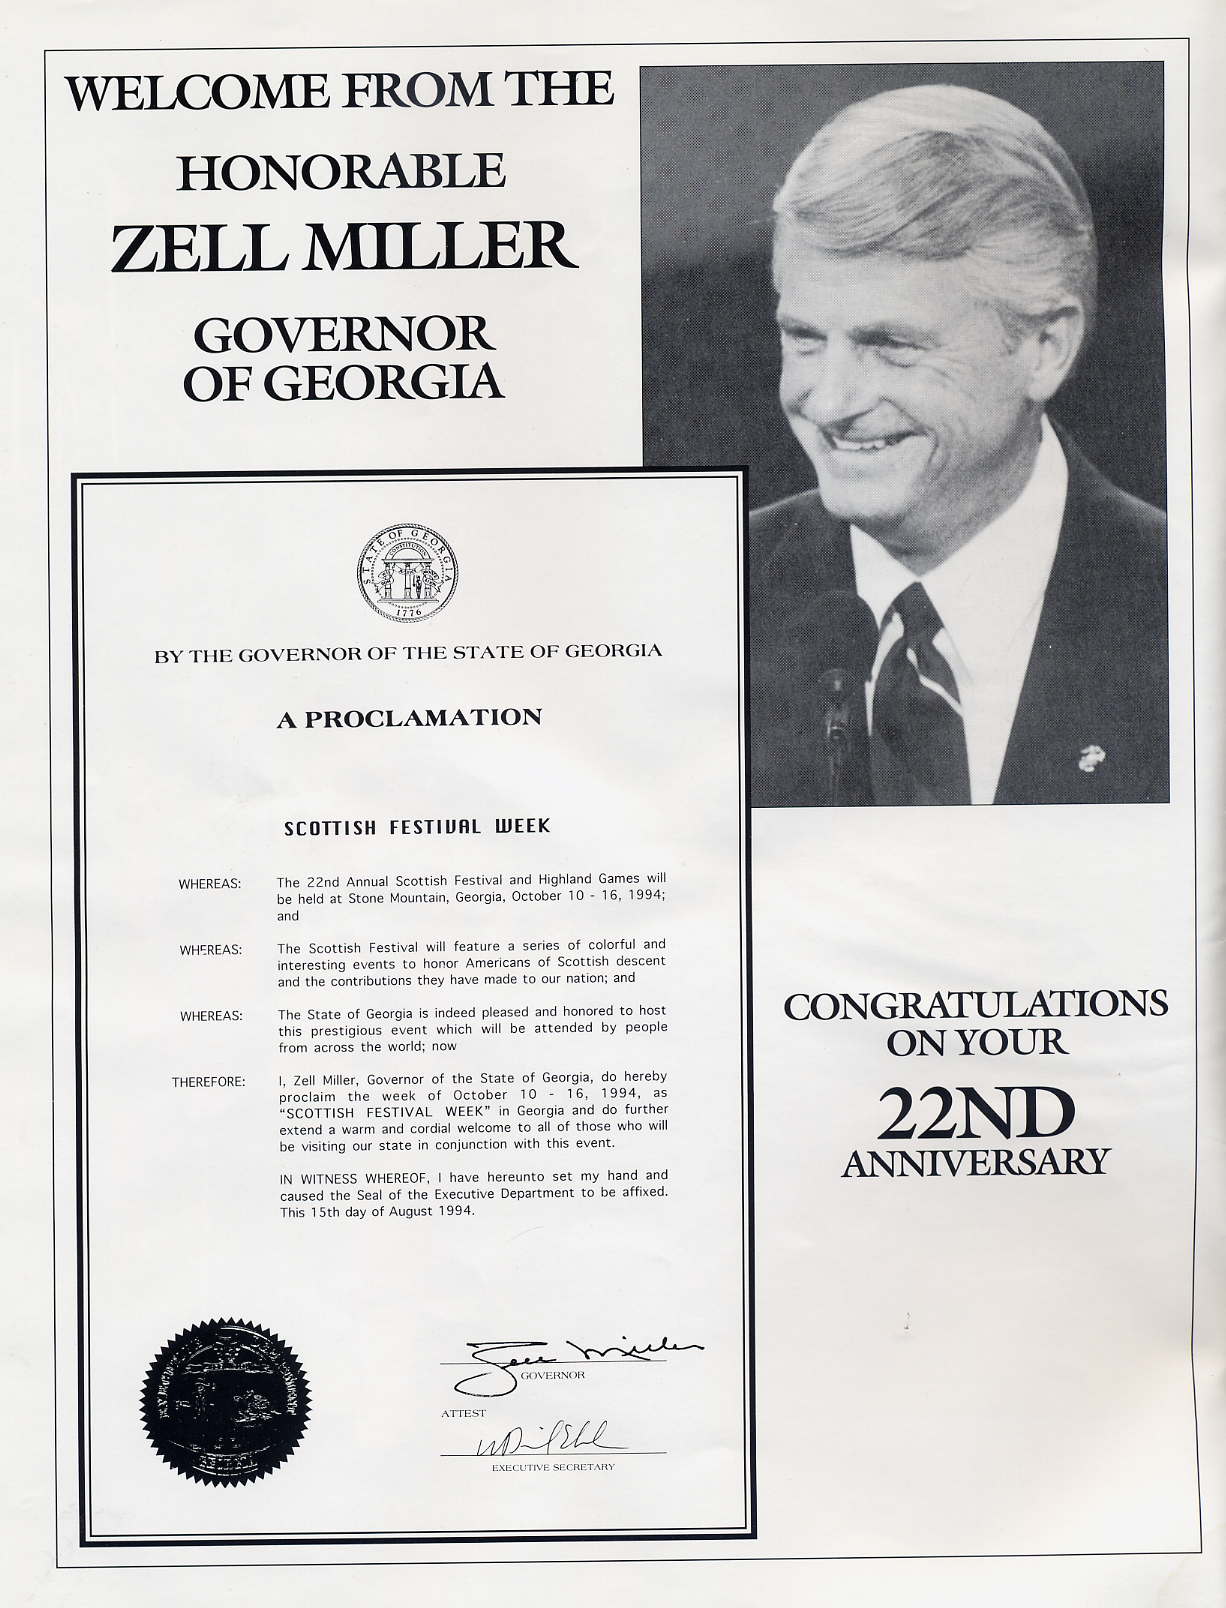 WELCOME FROM THE
HONORABLE
ZELL MILLER
GOVERNOR
OF GEORGIA
STATE OF GEORGIA
CONSTITUTION
1776
BY THE GOVERNOR OF THE STATE OF GEORGIA
A PROCLAMATION
SCOTTISH FESTIVAL WEEK
WHEREAS: The 22nd Annual Scottish Festival and Highland Games will
be held at Stone Mountain, Georgia, October 10 - 16, 1994;
and
WHEREAS: The Scottish Festival will feature a series of colorful and
interesting events to honor Americans of Scottish descent
and the contributions they have made to our nation; and
WHEREAS: The State of Georgia is indeed pleased and honored to host
this prestigious event which will be attended by people
from across the world; now
THEREFORE: I, Zell Miller, Governor of the State of Georgia, do hereby
proclaim the week of October 10 - 16, 1994, as
“SCOTTISH FESTIVAL WEEK” in Georgia and do further
extend a warm and cordial welcome to all of those who will
be visiting our state in conjunction with this event.
IN WITNESS WHEREOF, I have hereunto set my hand and
caused the Seal of the Executive Department to be affixed.
This 15th day of August 1994.
Zell Miller
GOVERNOR
ATTEST
EXECUTIVE SECRETARY
CONGRATULATIONS
ON YOUR
22ND
ANNIVERSARY